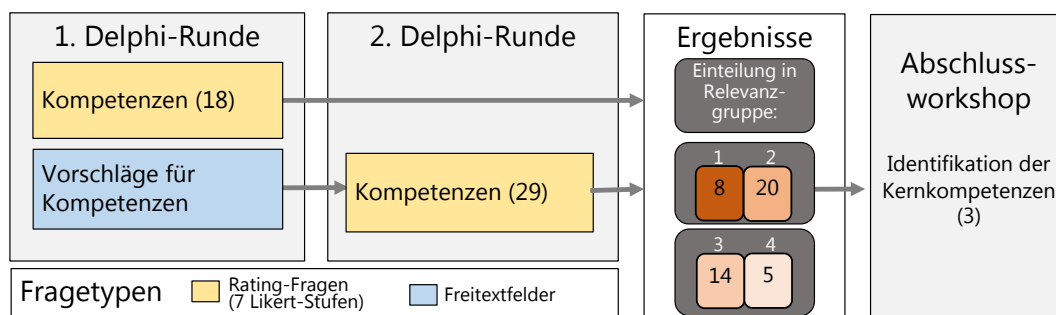 1. Delphi-Runde
Kompetenzen (18)
Vorschläge für
Kompetenzen
2. Delphi-Runde
Kompetenzen (29)
Ergebnisse
Einteilung in
Relevanz-
gruppe:
1 2
8 20
3 4
14 5
Abschluss-
workshop
Identifikation der
Kernkompetenzen
(3)
Fragetypen
Rating-Fragen
(7 Likert-Stufen)
Freitextfelder